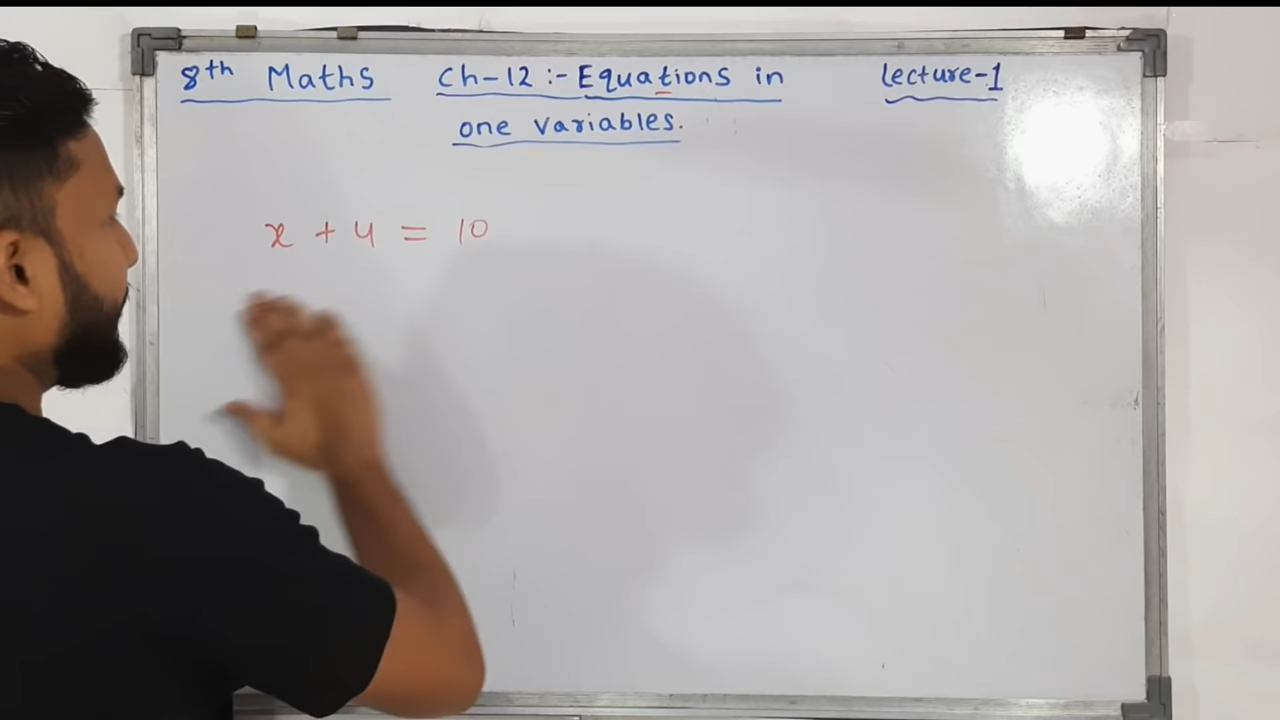 8th Maths Ch-12 :- Equations in Lecture-1
one variables.
x + 4 = 10